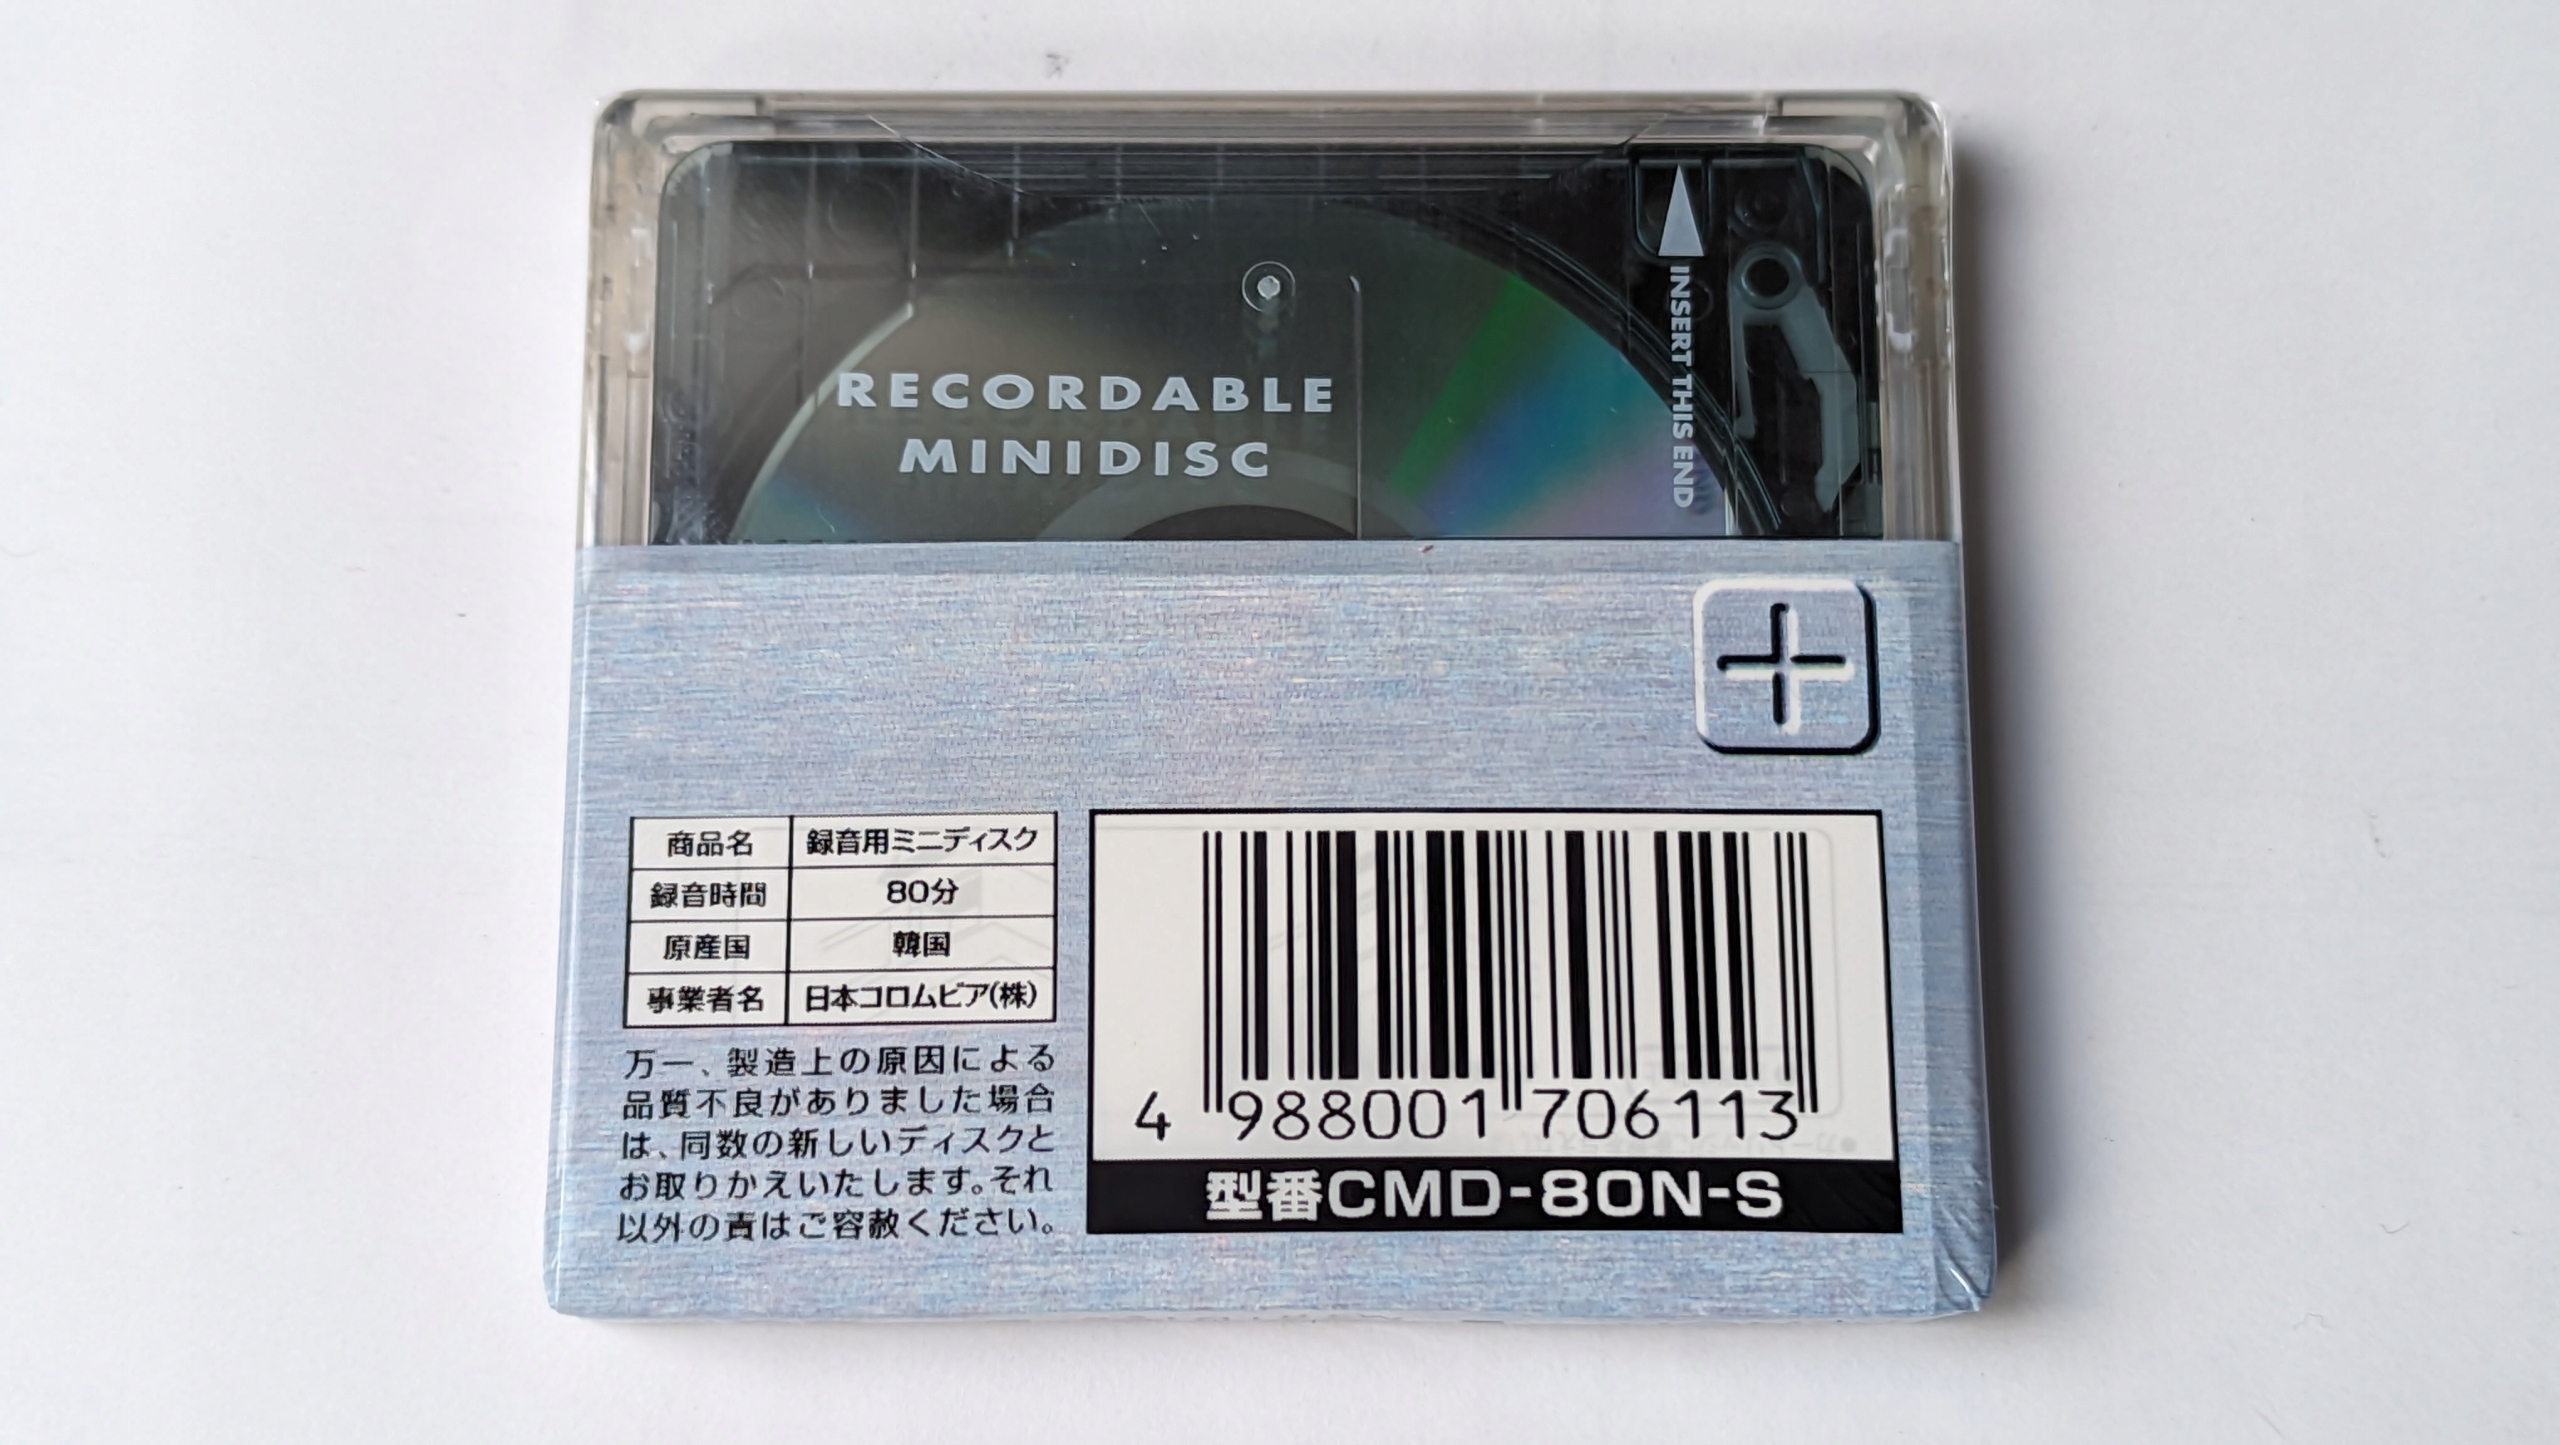 RECORDABLE
MINIDISC
INSERT THIS END
商品名 録音用ミニディスク
録音時間 80分
原産国 韓国
事業者名 日本コロムビア(株)
万一、製造上の原因による
品質不良がありました場合
は、同数の新しいディスクと
お取りかえいたします。それ
以外の責はご容赦ください。
4 988001 706113
型番CMD-80N-S